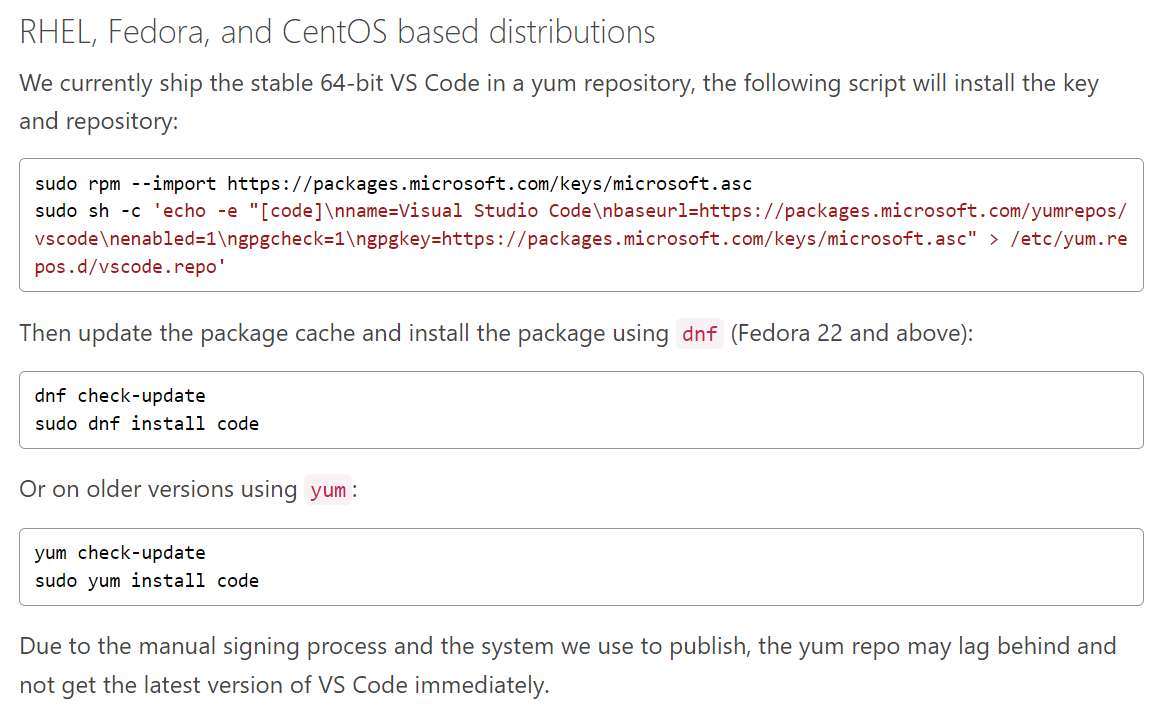 RHEL, Fedora, and CentOS based distributions
We currently ship the stable 64-bit VS Code in a yum repository, the following script will install the key
and repository:
sudo rpm --import https://packages.microsoft.com/keys/microsoft.asc
sudo sh -c 'echo -e "[code]\nname=Visual Studio Code\nbaseurl=https://packages.microsoft.com/yumrepos/
vscode\nenabled=1\ngpgcheck=1\ngpgkey=https://packages.microsoft.com/keys/microsoft.asc" > /etc/yum.re
pos.d/vscode.repo'
Then update the package cache and install the package using dnf (Fedora 22 and above):
dnf check-update
sudo dnf install code
Or on older versions using yum:
yum check-update
sudo yum install code
Due to the manual signing process and the system we use to publish, the yum repo may lag behind and
not get the latest version of VS Code immediately.